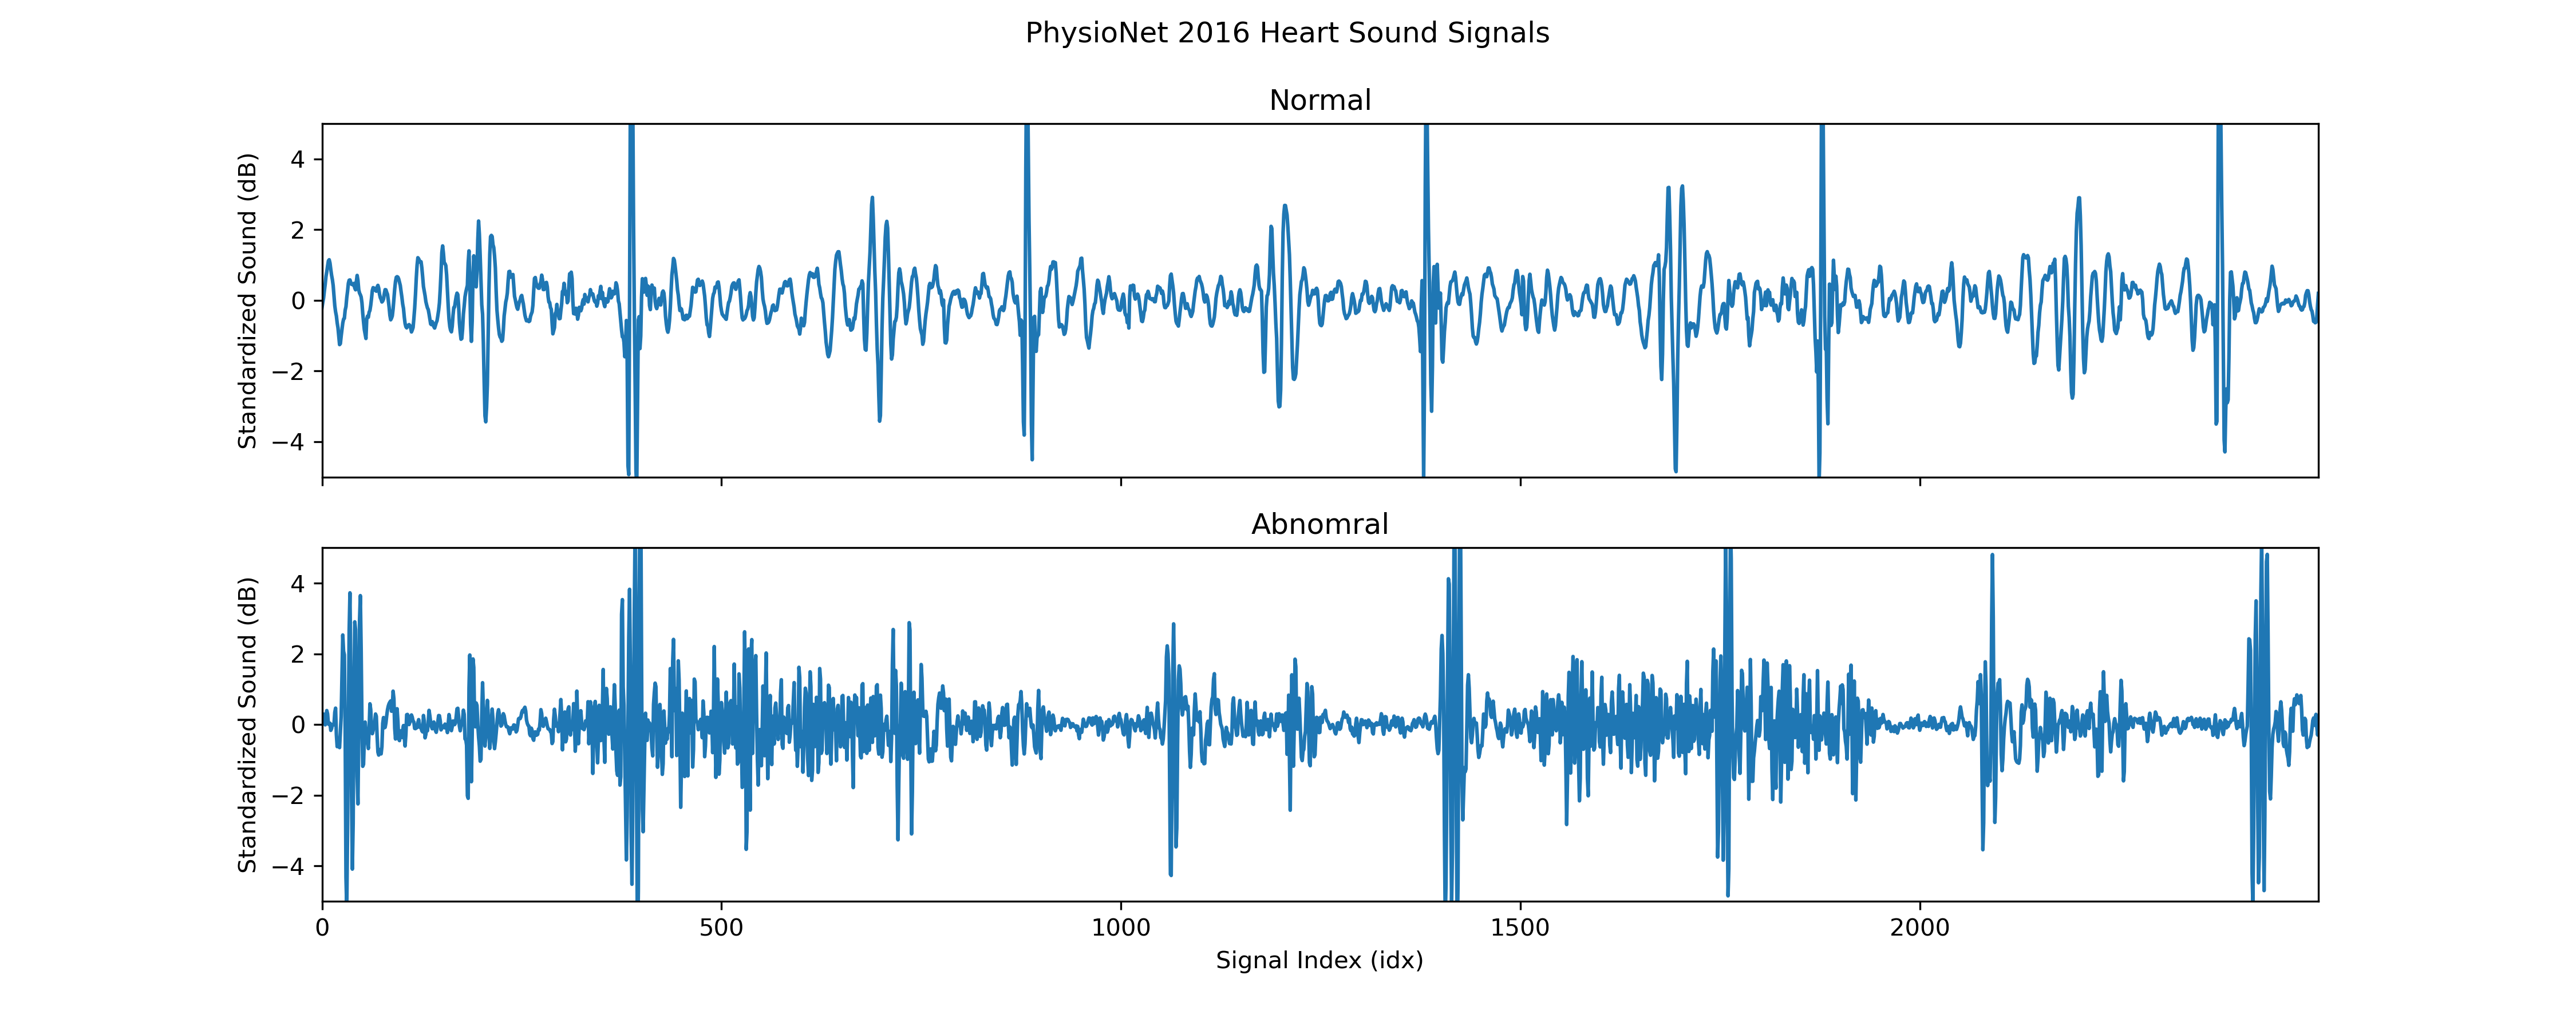 PhysioNet 2016 Heart Sound Signals
Normal
Standardized Sound (dB)
4
2
0
−2
−4
Abnomral
Standardized Sound (dB)
4
2
0
−2
−4
0 500 1000 1500 2000
Signal Index (idx)